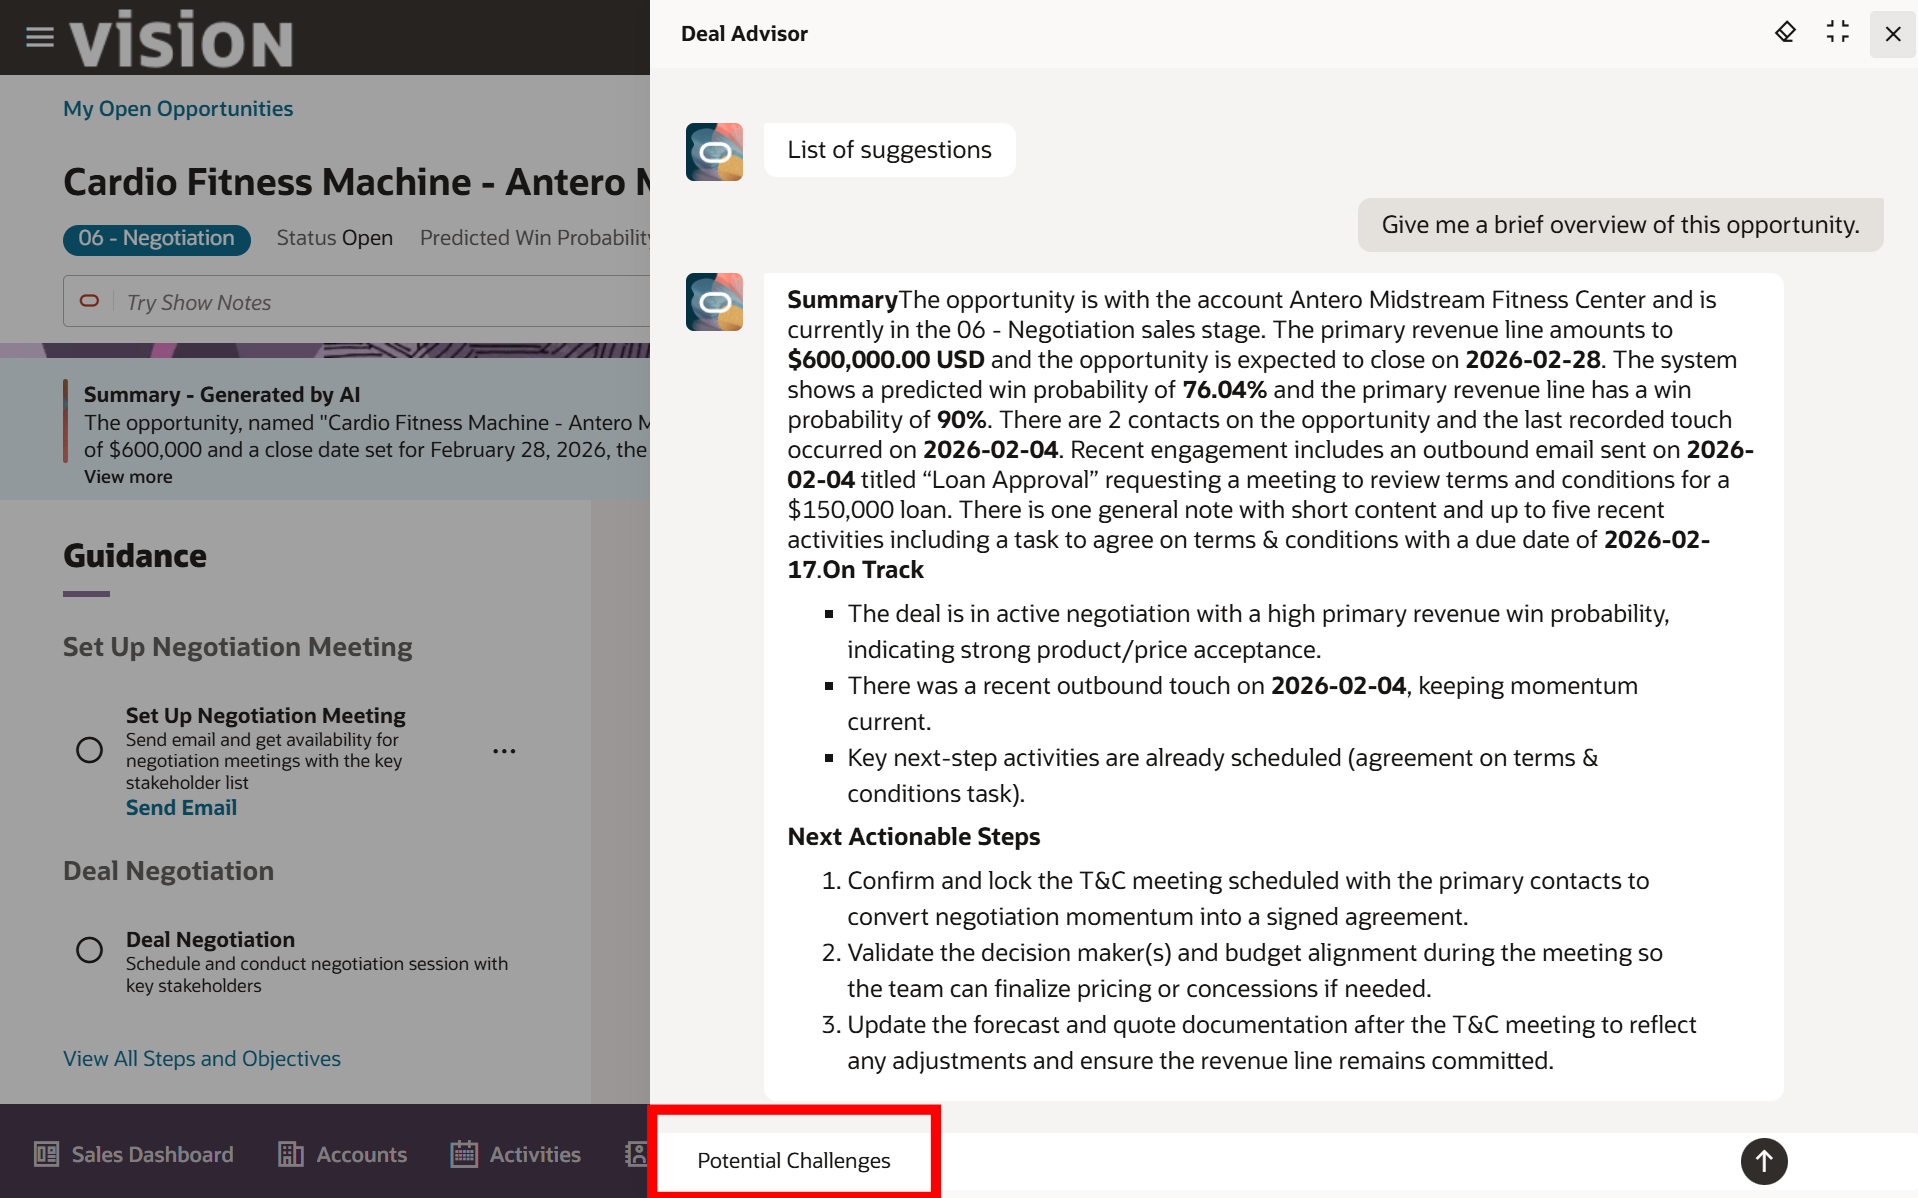 VISION
My Open Opportunities
Cardio Fitness Machine - Antero M
06 - Negotiation
Status Open
Predicted Win Probability
Try Show Notes
Summary - Generated by AI
The opportunity, named "Cardio Fitness Machine - Antero M
of $600,000 and a close date set for February 28, 2026, the
View more
Guidance
Set Up Negotiation Meeting
Set Up Negotiation Meeting
Send email and get availability for
negotiation meetings with the key
stakeholder list
Send Email
Deal Negotiation
Deal Negotiation
Schedule and conduct negotiation session with
key stakeholders
View All Steps and Objectives
Sales Dashboard
Accounts
Activities
Deal Advisor
List of suggestions
Give me a brief overview of this opportunity.
SummaryThe opportunity is with the account Antero Midstream Fitness Center and is
currently in the 06 - Negotiation sales stage. The primary revenue line amounts to
$600,000.00 USD and the opportunity is expected to close on 2026-02-28. The system
shows a predicted win probability of 76.04% and the primary revenue line has a win
probability of 90%. There are 2 contacts on the opportunity and the last recorded touch
occurred on 2026-02-04. Recent engagement includes an outbound email sent on 2026-
02-04 titled “Loan Approval” requesting a meeting to review terms and conditions for a
$150,000 loan. There is one general note with short content and up to five recent
activities including a task to agree on terms & conditions with a due date of 2026-02-
17.On Track
▪ The deal is in active negotiation with a high primary revenue win probability,
indicating strong product/price acceptance.
▪ There was a recent outbound touch on 2026-02-04, keeping momentum
current.
▪ Key next-step activities are already scheduled (agreement on terms &
conditions task).
Next Actionable Steps
1. Confirm and lock the T&C meeting scheduled with the primary contacts to
convert negotiation momentum into a signed agreement.
2. Validate the decision maker(s) and budget alignment during the meeting so
the team can finalize pricing or concessions if needed.
3. Update the forecast and quote documentation after the T&C meeting to reflect
any adjustments and ensure the revenue line remains committed.
Potential Challenges